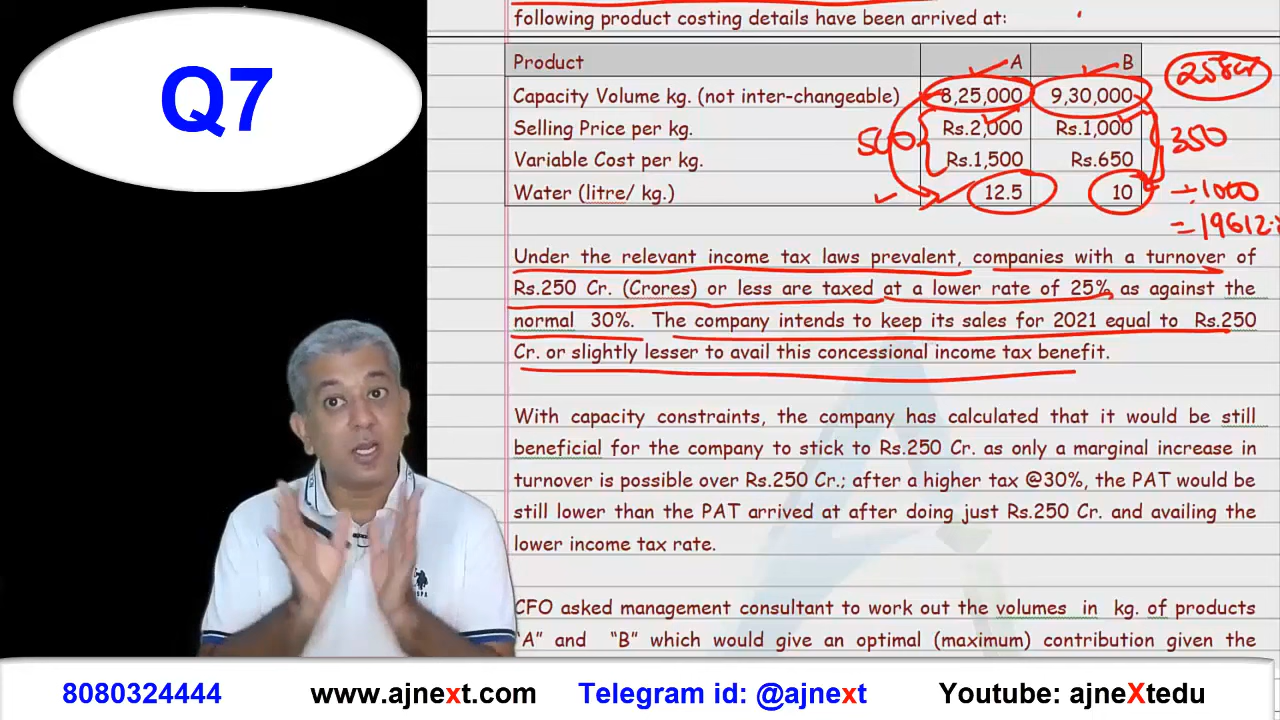 Q7
following product costing details have been arrived at:
Product A B
Capacity Volume kg. (not inter-changeable) 8,25,000 9,30,000
258cr
Selling Price per kg. Rs.2,000 Rs.1,000
500
350
Variable Cost per kg. Rs.1,500 Rs.650
Water (litre/ kg.) 12.5 10
÷1000
=19612.
Under the relevant income tax laws prevalent, companies with a turnover of
Rs.250 Cr. (Crores) or less are taxed at a lower rate of 25%, as against the
normal 30%. The company intends to keep its sales for 2021 equal to Rs.250
Cr. or slightly lesser to avail this concessional income tax benefit.
With capacity constraints, the company has calculated that it would be still
beneficial for the company to stick to Rs.250 Cr. as only a marginal increase in
turnover is possible over Rs.250 Cr.; after a higher tax @30%, the PAT would be
still lower than the PAT arrived at after doing just Rs.250 Cr. and availing the
lower income tax rate.
CFO asked management consultant to work out the volumes in kg. of products
"A" and "B" which would give an optimal (maximum) contribution given the
8080324444 www.ajnext.com Telegram id: @ajnext Youtube: ajneXtedu